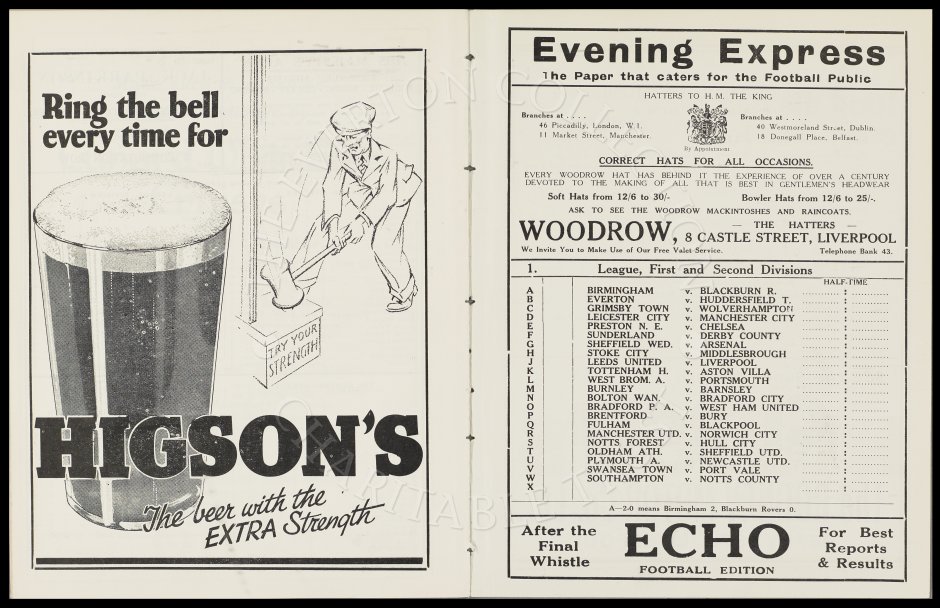 Ring the bell
every time for
TRY YOUR
STRENGTH
HIGSON'S
The beer with the
EXTRA Strength
Evening Express
The Paper that caters for the Football Public
HATTERS TO H.M. THE KING
Branches at ....
46 Piccadilly, London, W.1.
11 Market Street, Manchester.
By Appointment
Branches at ....
40 Westmoreland Street, Dublin.
18 Donegall Place, Belfast.
CORRECT HATS FOR ALL OCCASIONS.
EVERY WOODROW HAT HAS BEHIND IT THE EXPERIENCE OF OVER A CENTURY
DEVOTED TO THE MAKING OF ALL THAT IS BEST IN GENTLEMEN'S HEADWEAR
Soft Hats from 12/6 to 30/- Bowler Hats from 12/6 to 25/-.
ASK TO SEE THE WOODROW MACKINTOSHES AND RAINCOATS.
WOODROW, — THE HATTERS —
8 CASTLE STREET, LIVERPOOL
We Invite You to Make Use of Our Free Valet Service. Telephone Bank 43.
1. League, First and Second Divisions
HALF-TIME
A BIRMINGHAM v. BLACKBURN R.
B EVERTON v. HUDDERSFIELD T.
C GRIMSBY TOWN v. WOLVERHAMPTON
D LEICESTER CITY v. MANCHESTER CITY
E PRESTON N. E. v. CHELSEA
F SUNDERLAND v. DERBY COUNTY
G SHEFFIELD WED. v. ARSENAL
H STOKE CITY v. MIDDLESBROUGH
J LEEDS UNITED v. LIVERPOOL
K TOTTENHAM H. v. ASTON VILLA
L WEST BROM. A. v. PORTSMOUTH
M BURNLEY v. BARNSLEY
N BOLTON WAN. v. BRADFORD CITY
O BRADFORD P. A. v. WEST HAM UNITED
P BRENTFORD v. BURY
Q FULHAM v. BLACKPOOL
R MANCHESTER UTD. v. NORWICH CITY
S NOTTS FOREST v. HULL CITY
T OLDHAM ATH. v. SHEFFIELD UTD.
U PLYMOUTH A. v. NEWCASTLE UTD.
V SWANSEA TOWN v. PORT VALE
W SOUTHAMPTON v. NOTTS COUNTY
X
A—2-0 means Birmingham 2, Blackburn Rovers 0.
After the
Final
Whistle
ECHO
FOOTBALL EDITION
For Best
Reports
& Results
THE EVERTON COLLECTION
CHARITABLE TRUST